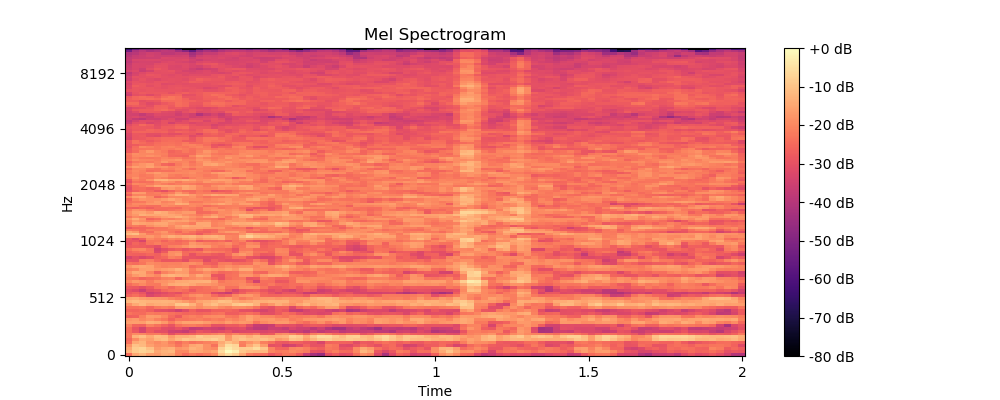 Mel Spectrogram
Hz
8192
4096
2048
1024
512
0
0 0.5 1 1.5 2
Time
+0 dB
-10 dB
-20 dB
-30 dB
-40 dB
-50 dB
-60 dB
-70 dB
-80 dB